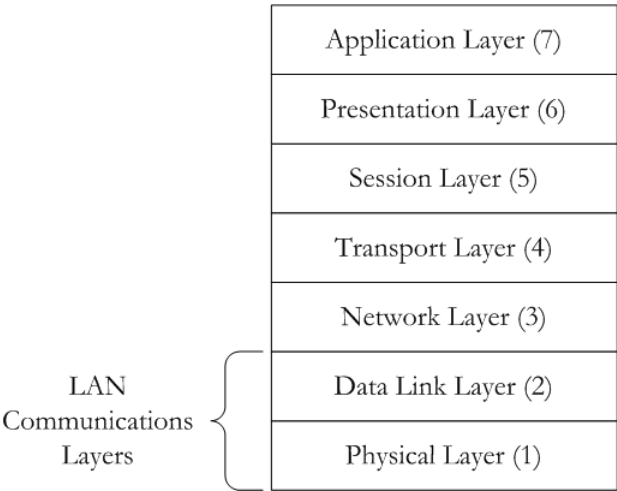 Application Layer (7)
Presentation Layer (6)
Session Layer (5)
Transport Layer (4)
Network Layer (3)
Data Link Layer (2)
Physical Layer (1)
LAN
Communications
Layers